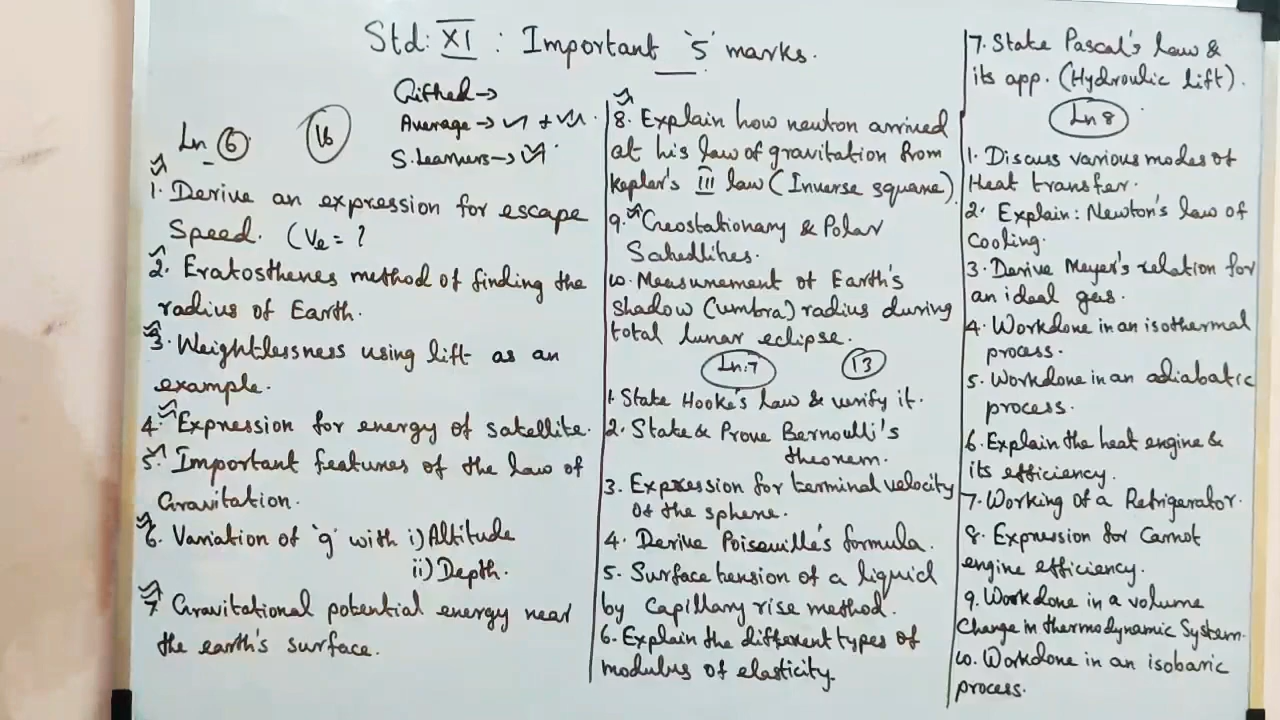 Std: XI : Important '5' marks.
Gifted →
Average → ✓ + ✓✓.
S. Learners → ✓✓
Ln 6 16
1. Derive an expression for escape
Speed. (Ve = ?
2. Eratosthenes method of finding the
radius of Earth.
3. Weightlessness using lift as an
example.
4. Expression for energy of satellite.
5. Important features of the law of
Gravitation.
6. Variation of 'g' with i) Altitude
ii) Depth.
7 Gravitational potential energy near
the earth's surface.
8. Explain how newton arrived
at his law of gravitation from
kepler's III law (Inverse square).
9. Geostationary & Polar
Satellites.
10. Measurement of Earth's
shadow (umbra) radius during
total lunar eclipse.
Ln:7 13
1. State Hooke's Law & verify it.
2. State & Prove Bernoulli's
theorem.
3. Expression for terminal velocity
of the sphere.
4. Derive Poiseuille's formula.
5. Surface tension of a liquid
by Capillary rise method.
6. Explain the different types of
modulus of elasticity.
7. State Pascal's law &
its app. (Hydraulic lift).
Ln 8
1. Discuss various modes of
Heat transfer.
2. Explain: Newton's law of
Cooling.
3. Derive Meyer's relation for
an ideal gas.
4. Workdone in an isothermal
process.
5. Workdone in an adiabatic
process.
6. Explain the heat engine &
its efficiency.
7. Working of a Refrigerator.
8. Expression for Carnot
engine efficiency.
9. Workdone in a volume
Change in thermodynamic System.
10. Workdone in an isobaric
process.